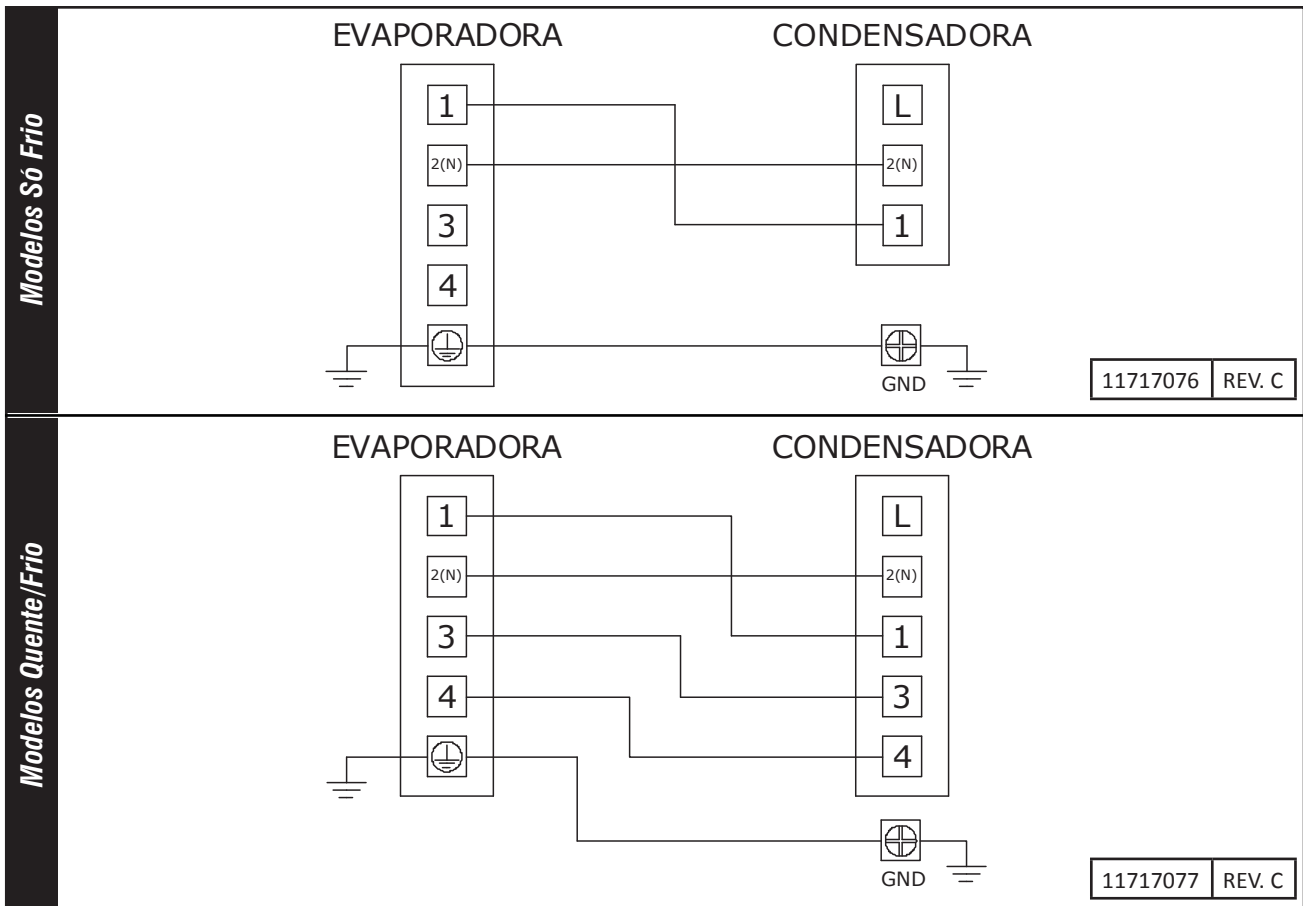 Modelos Só Frio
EVAPORADORA
CONDENSADORA
1
2(N)
3
4
L
2(N)
1
GND
11717076 REV. C
Modelos Quente/Frio
EVAPORADORA
CONDENSADORA
1
2(N)
3
4
L
2(N)
1
3
4
GND
11717077 REV. C